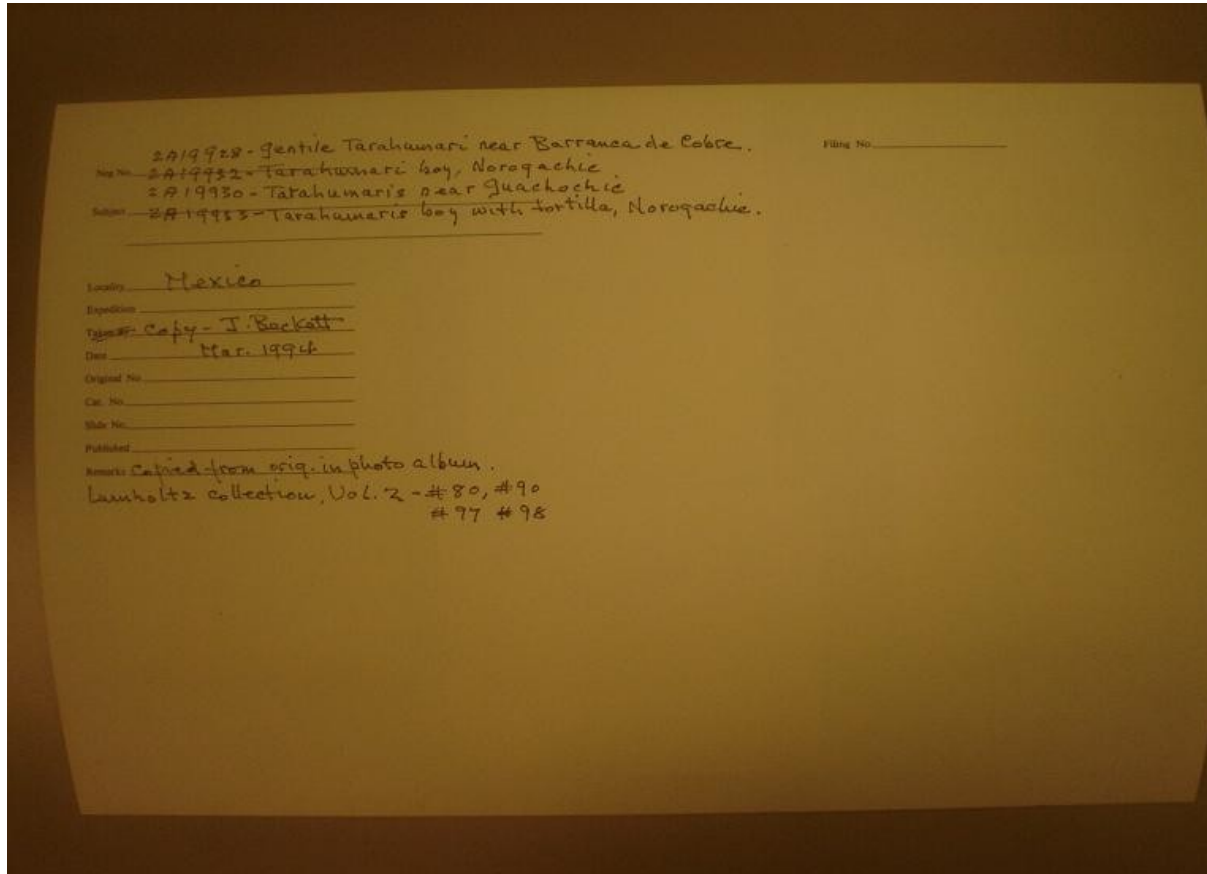 2A19928 - Gentile Tarahumari near Barranca de Cobre.
Filing No.
Neg No. 2A19932 - Tarahumari boy, Norogachie
2A19930 - Tarahumaris near Guachochie
Subject 2A19933 - Tarahumaris boy with tortilla, Norogachie.
Locality Mexico
Expedition
Taken Copy - J. Beckett
Date Mar. 1994
Original No.
Cat. No.
Slide No.
Published
Remarks Copied from orig. in photo album.
Lumholtz collection, Vol. 2 - #80, #90
#97 #98